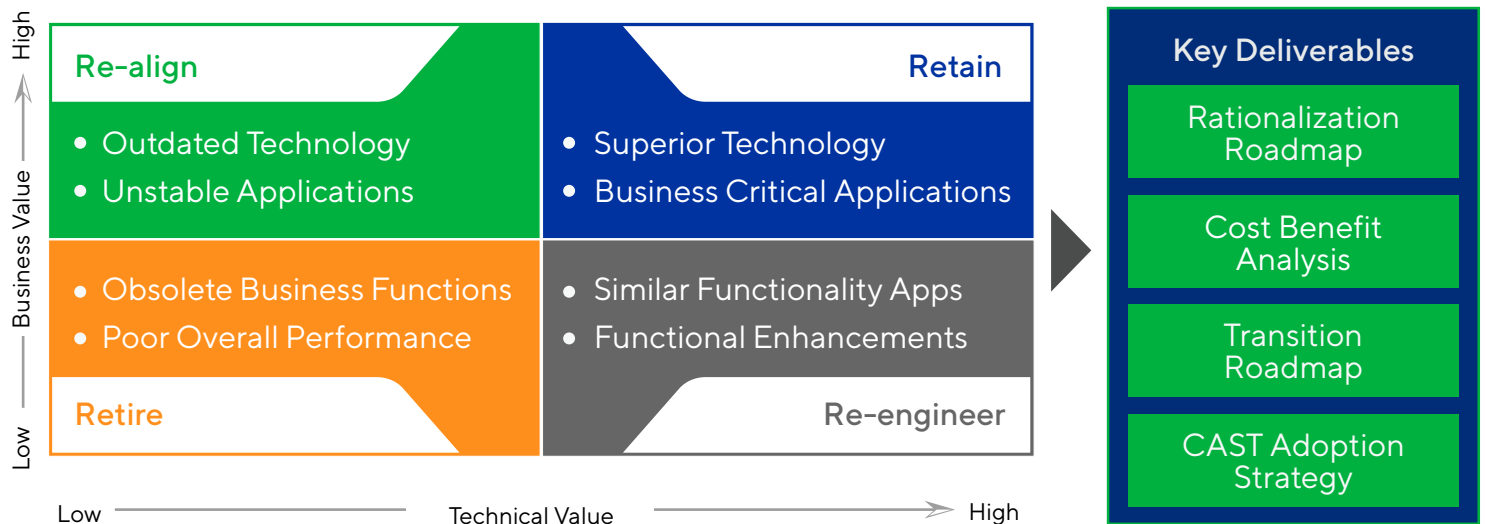 High
Business Value
Low
Re-align
Outdated Technology
Unstable Applications
Retain
Superior Technology
Business Critical Applications
Obsolete Business Functions
Poor Overall Performance
Retire
Similar Functionality Apps
Functional Enhancements
Re-engineer
Low
Technical Value
High
Key Deliverables
Rationalization
Roadmap
Cost Benefit
Analysis
Transition
Roadmap
CAST Adoption
Strategy